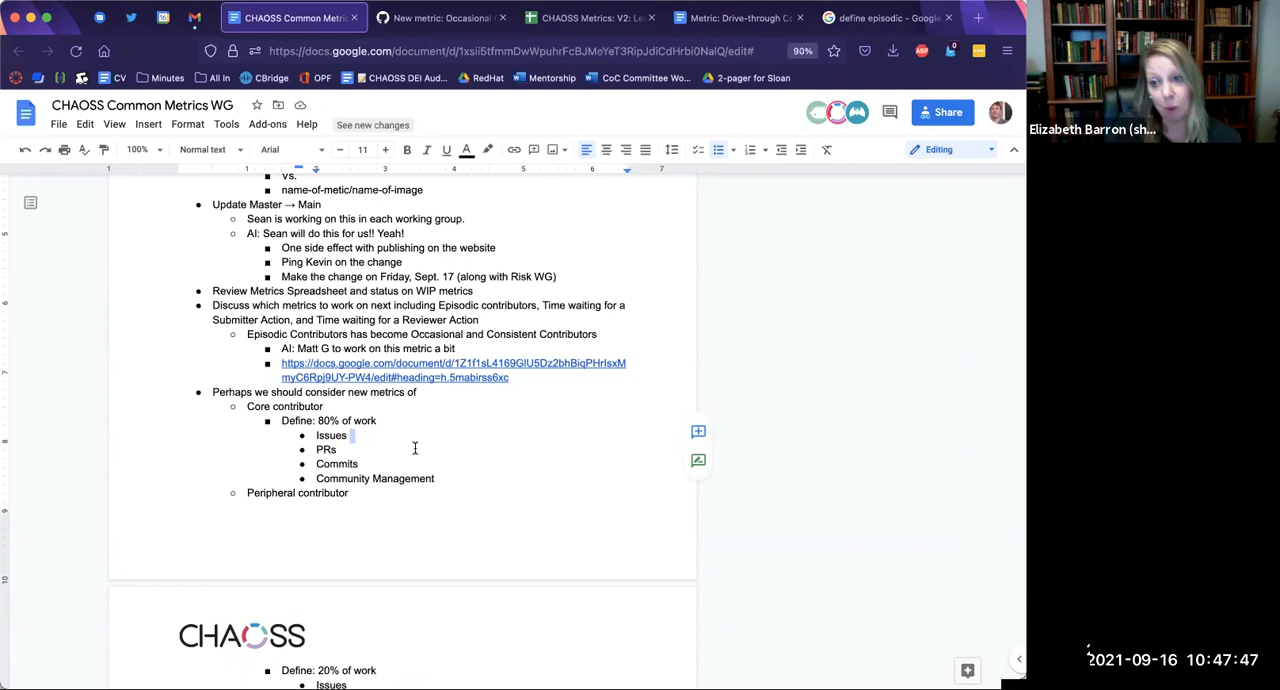 CHAOSS Common Metric
New metric: Occasional
CHAOSS Metrics: V2: Le
Metric: Drive-through Co
define episodic - Google
https://docs.google.com/document/d/1xsii5tfmmDwWpuhrFcBJMeYeT3RipJdiCdHrbi0NaIQ/edit#
90%
CV
Minutes
All In
CBridge
OPF
CHAOSS DEI Aud...
RedHat
Mentorship
CoC Committee Wo...
2-pager for Sloan
CHAOSS Common Metrics WG
File Edit View Insert Format Tools Add-ons Help See new changes
Share
100% Normal text Arial 11 Editing
Vs.
name-of-metic/name-of-image
Update Master → Main
Sean is working on this in each working group.
AI: Sean will do this for us!! Yeah!
One side effect with publishing on the website
Ping Kevin on the change
Make the change on Friday, Sept. 17 (along with Risk WG)
Review Metrics Spreadsheet and status on WIP metrics
Discuss which metrics to work on next including Episodic contributors, Time waiting for a
Submitter Action, and Time waiting for a Reviewer Action
Episodic Contributors has become Occasional and Consistent Contributors
AI: Matt G to work on this metric a bit
https://docs.google.com/document/d/1Z1f1sL4169GlU5Dz2bhBiqPHrIsxM
myC6Rpj9UY-PW4/edit#heading=h.5mabirss6xc
Perhaps we should consider new metrics of
Core contributor
Define: 80% of work
Issues
PRs
Commits
Community Management
Peripheral contributor
CHAOSS
Define: 20% of work
Issues
Elizabeth Barron (sh...
2021-09-16 10:47:47